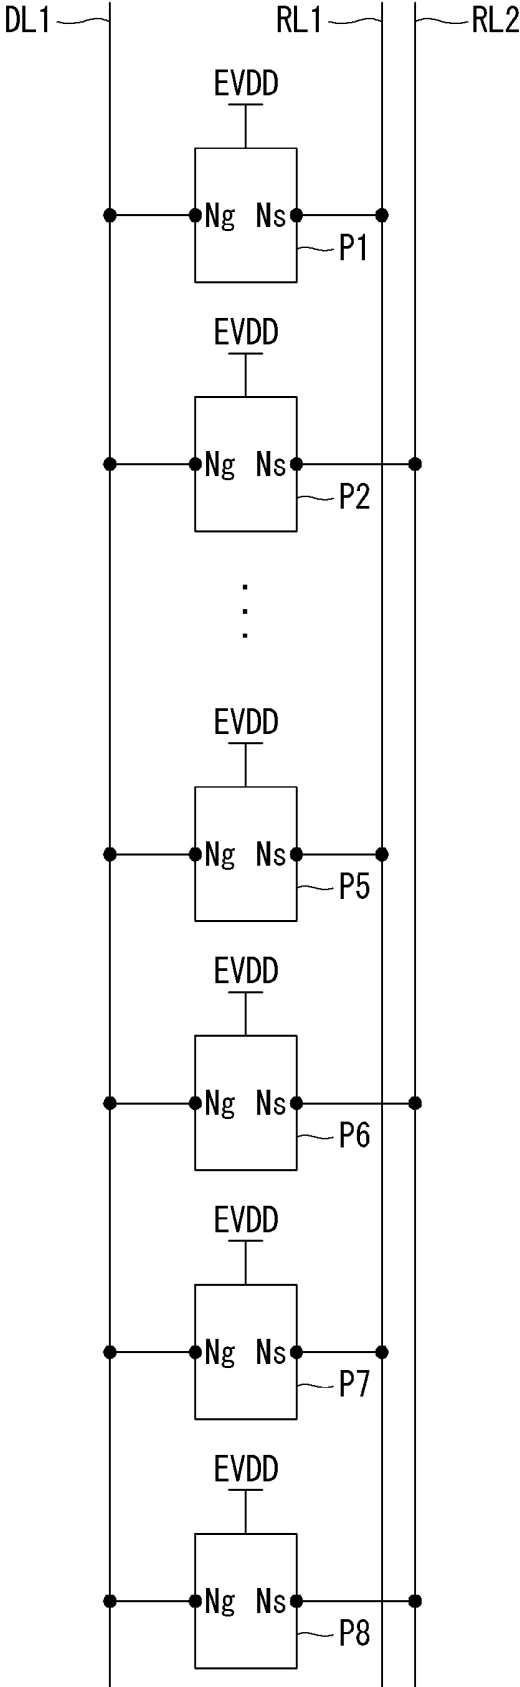 DL1 RL1 RL2
EVDD
Ng Ns
P1
EVDD
Ng Ns
P2
EVDD
Ng Ns
P5
EVDD
Ng Ns
P6
EVDD
Ng Ns
P7
EVDD
Ng Ns
P8